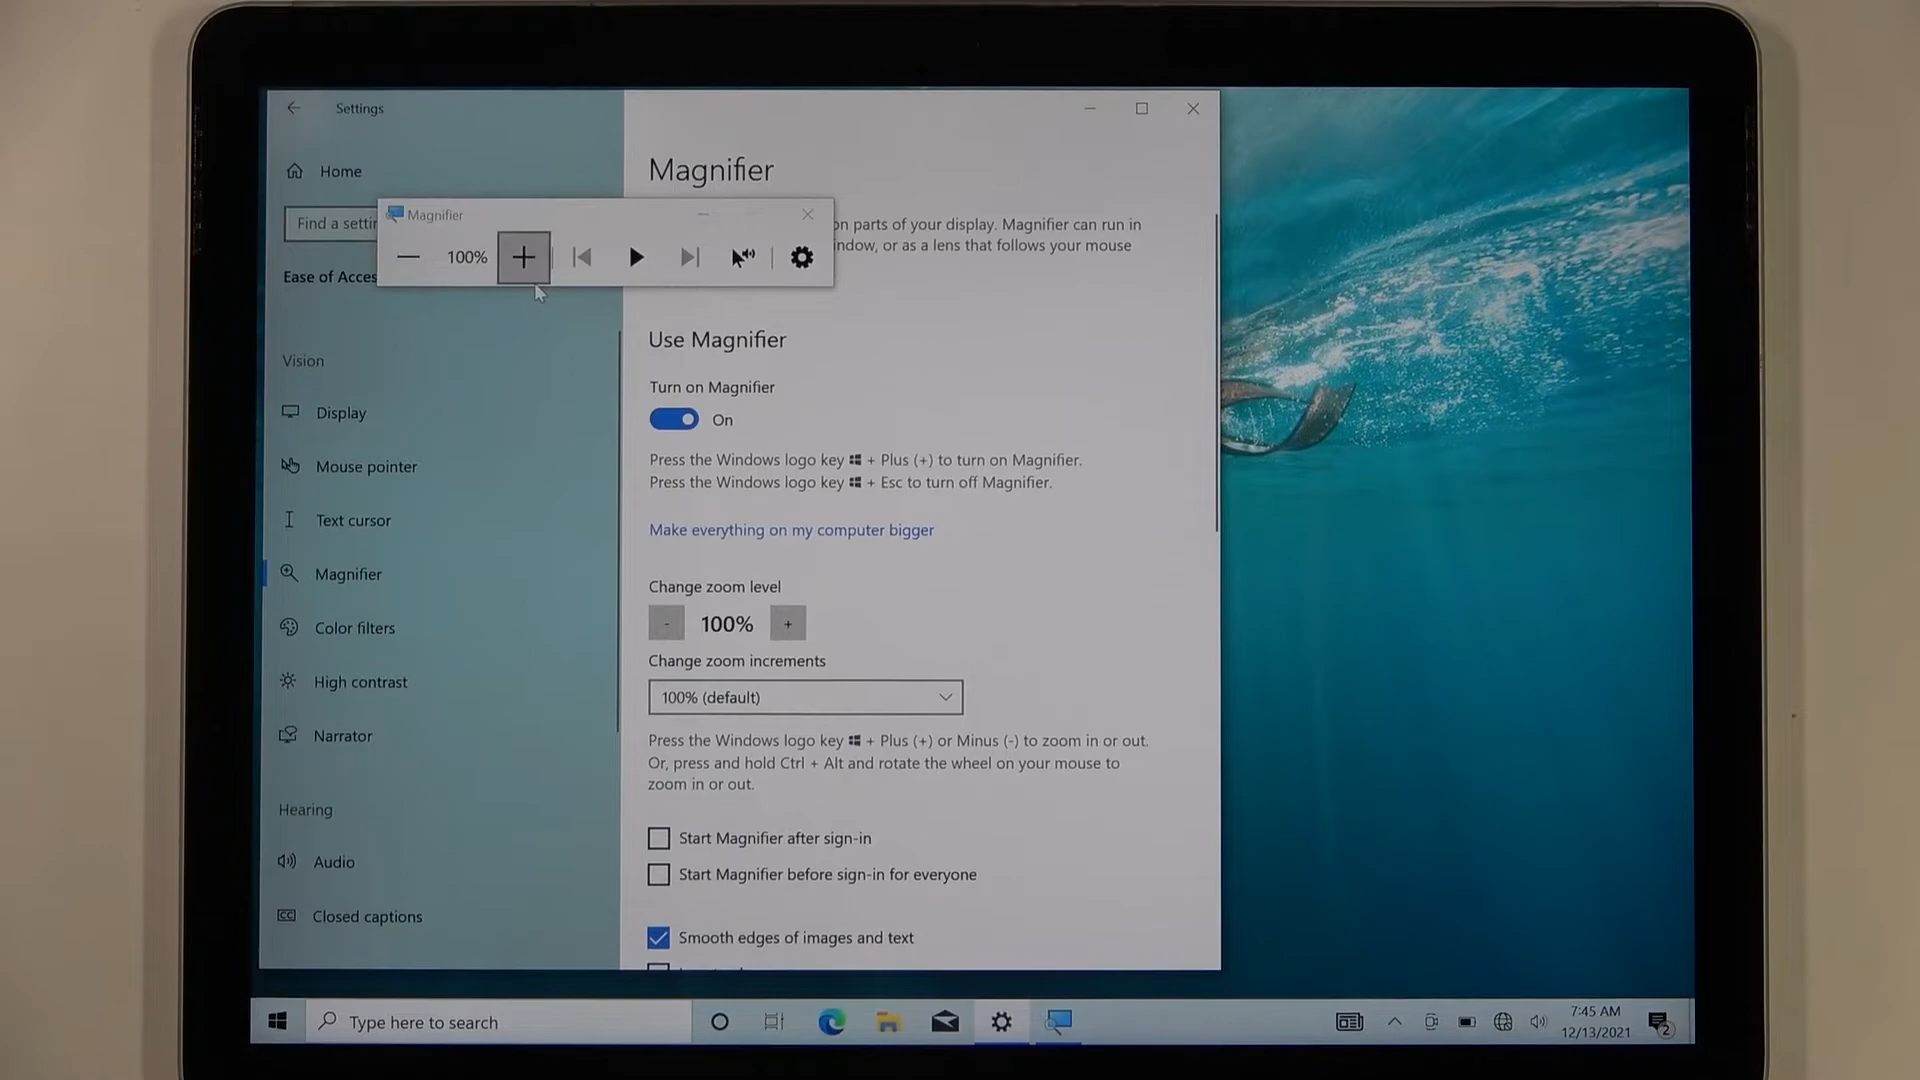 Settings
Home
Find a settin
Ease of Acces
Vision
Display
Mouse pointer
Text cursor
Magnifier
Color filters
High contrast
Narrator
Hearing
Audio
Closed captions
Magnifier
100%
Magnifier
on parts of your display. Magnifier can run in
ndow, or as a lens that follows your mouse
Use Magnifier
Turn on Magnifier
On
Press the Windows logo key + Plus (+) to turn on Magnifier.
Press the Windows logo key + Esc to turn off Magnifier.
Make everything on my computer bigger
Change zoom level
- 100% +
Change zoom increments
100% (default)
Press the Windows logo key + Plus (+) or Minus (-) to zoom in or out.
Or, press and hold Ctrl + Alt and rotate the wheel on your mouse to
zoom in or out.
Start Magnifier after sign-in
Start Magnifier before sign-in for everyone
Smooth edges of images and text
Type here to search
7:45 AM
12/13/2021
2